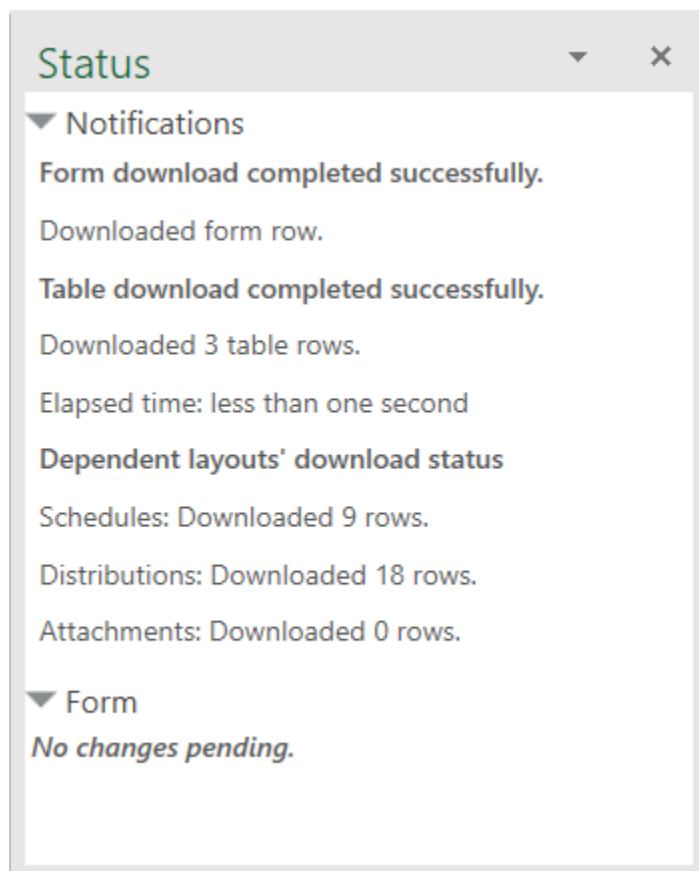 Status
Notifications
Form download completed successfully.
Downloaded form row.
Table download completed successfully.
Downloaded 3 table rows.
Elapsed time: less than one second
Dependent layouts' download status
Schedules: Downloaded 9 rows.
Distributions: Downloaded 18 rows.
Attachments: Downloaded 0 rows.
Form
No changes pending.